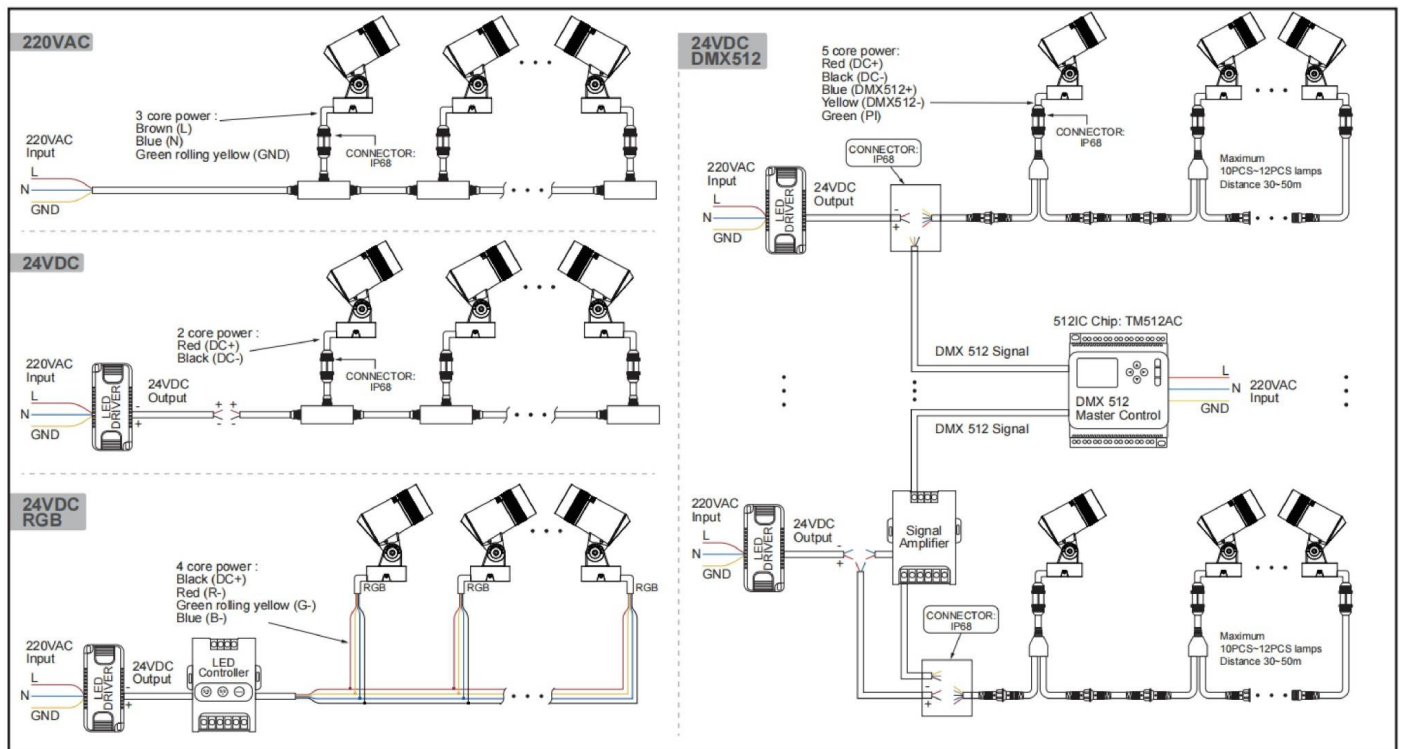 220VAC
3 core power :
Brown (L)
Blue (N)
Green rolling yellow (GND)
CONNECTOR:
IP68
220VAC
Input
L
N
GND
24VDC
2 core power :
Red (DC+)
Black (DC-)
CONNECTOR:
IP68
220VAC
Input
L
N
GND
LED
DRIVER
24VDC
Output
-
+
+ +
- -
24VDC
RGB
4 core power :
Black (DC+)
Red (R-)
Green rolling yellow (G-)
Blue (B-)
RGB
RGB
RGB
220VAC
Input
L
N
GND
LED
DRIVER
24VDC
Output
-
+
LED
Controller
24VDC
DMX512
5 core power:
Red (DC+)
Black (DC-)
Blue (DMX512+)
Yellow (DMX512-)
Green (PI)
CONNECTOR:
IP68
CONNECTOR:
IP68
220VAC
Input
L
N
GND
LED
DRIVER
24VDC
Output
-
+
Maximum
10PCS~12PCS lamps
Distance 30~50m
512IC Chip: TM512AC
DMX 512 Signal
DMX 512
Master Control
L
N
GND
220VAC
Input
DMX 512 Signal
220VAC
Input
L
N
GND
LED
DRIVER
24VDC
Output
-
+
Signal
Amplifier
CONNECTOR:
IP68
-
+
Maximum
10PCS~12PCS lamps
Distance 30~50m